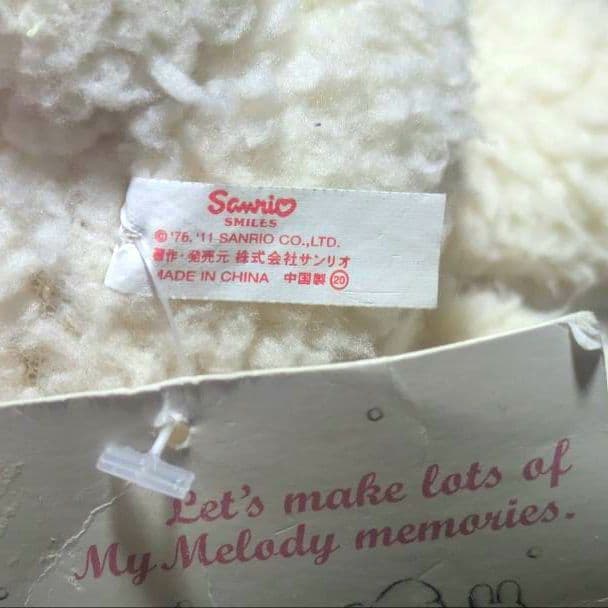 Sanrio
SMILES
© '76, '11 SANRIO CO.,LTD.
著作・発売元 株式会社サンリオ
MADE IN CHINA 中国製 ⑳
Let's make lots of
My Melody memories.